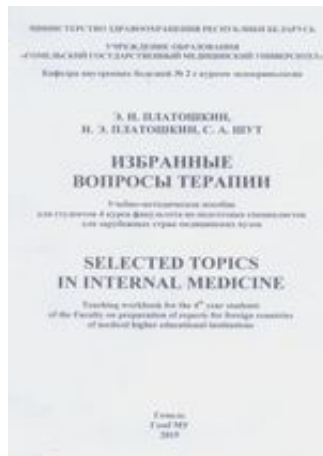 МИНИСТЕРСТВО ЗДРАВООХРАНЕНИЯ РЕСПУБЛИКИ БЕЛАРУСЬ
УЧРЕЖДЕНИЕ ОБРАЗОВАНИЯ
«ГОМЕЛЬСКИЙ ГОСУДАРСТВЕННЫЙ МЕДИЦИНСКИЙ УНИВЕРСИТЕТ»
Кафедра внутренних болезней № 2 с курсом эндокринологии
Э. Н. ПЛАТОШКИН,
Н. Э. ПЛАТОШКИН, С. А. ШУТ
ИЗБРАННЫЕ
ВОПРОСЫ ТЕРАПИИ
Учебно-методическое пособие
для студентов 4 курса факультета по подготовке специалистов
для зарубежных стран медицинских вузов
SELECTED TOPICS
IN INTERNAL MEDICINE
Teaching workbook for the 4th year students
of the Faculty on preparation of experts for foreign countries
of medical higher educational institutions
Гомель
ГомГМУ
2015